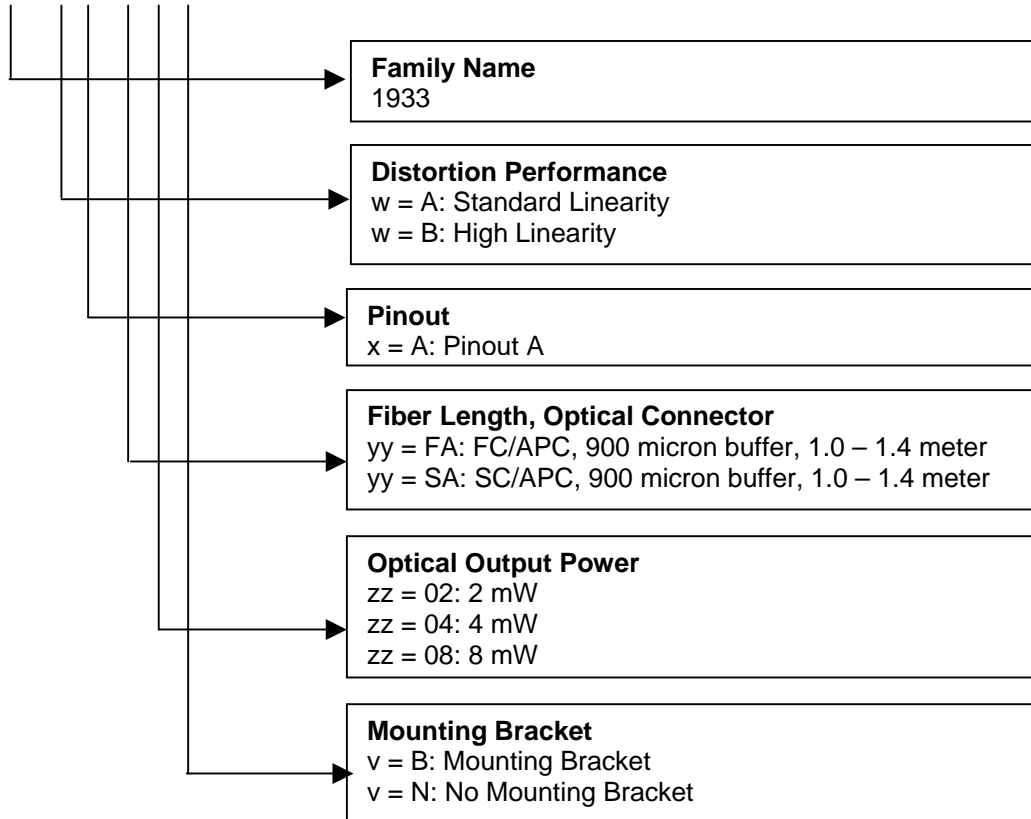 Family Name
1933
Distortion Performance
w = A: Standard Linearity
w = B: High Linearity
Pinout
x = A: Pinout A
Fiber Length, Optical Connector
yy = FA: FC/APC, 900 micron buffer, 1.0 – 1.4 meter
yy = SA: SC/APC, 900 micron buffer, 1.0 – 1.4 meter
Optical Output Power
zz = 02: 2 mW
zz = 04: 4 mW
zz = 08: 8 mW
Mounting Bracket
v = B: Mounting Bracket
v = N: No Mounting Bracket